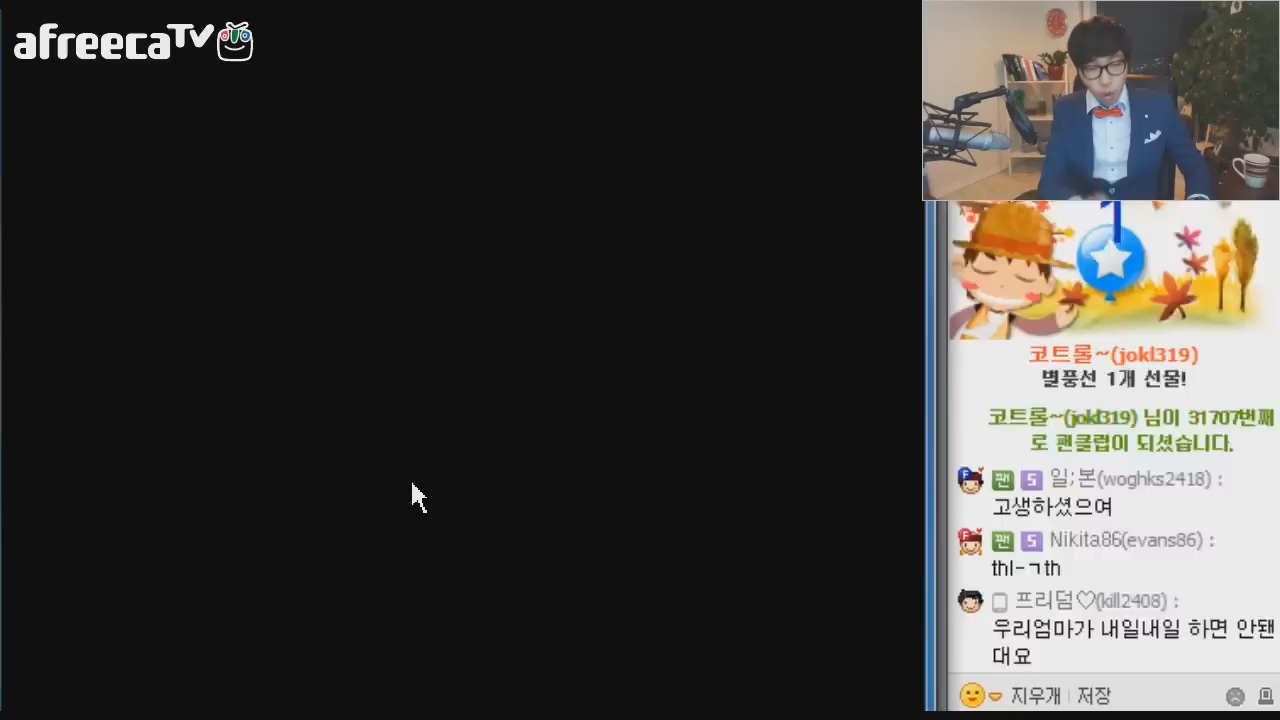 afreecaTV
1
코트롤~(jokl319)
별풍선 1개 선물!
코트롤~(jokl319) 님이 31707번째
로 팬클럽이 되셨습니다.
팬 S 일;본(woghks2418) :
고생하셨으여
팬 S Nikita86(evans86) :
thl-ㄱth
프리덤♡(kill2408) :
우리엄마가 내일내일 하면 안됀
대요
지우개 | 저장